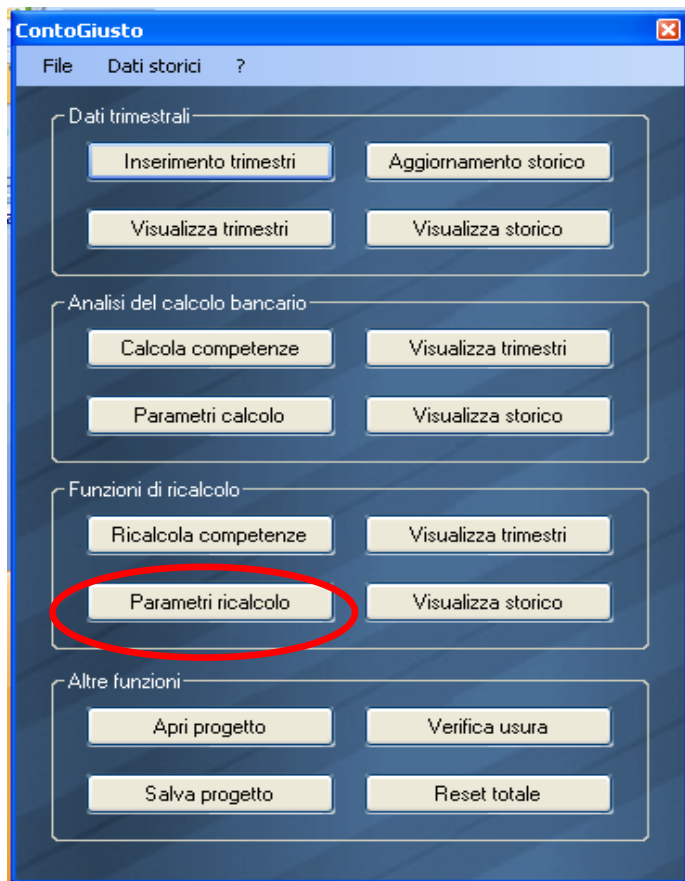 ContoGiusto
File Dati storici ?
Dati trimestrali
Inserimento trimestri Aggiornamento storico
Visualizza trimestri Visualizza storico
Analisi del calcolo bancario
Calcola competenze Visualizza trimestri
Parametri calcolo Visualizza storico
Funzioni di ricalcolo
Ricalcola competenze Visualizza trimestri
Parametri ricalcolo Visualizza storico
Altre funzioni
Apri progetto Verifica usura
Salva progetto Reset totale